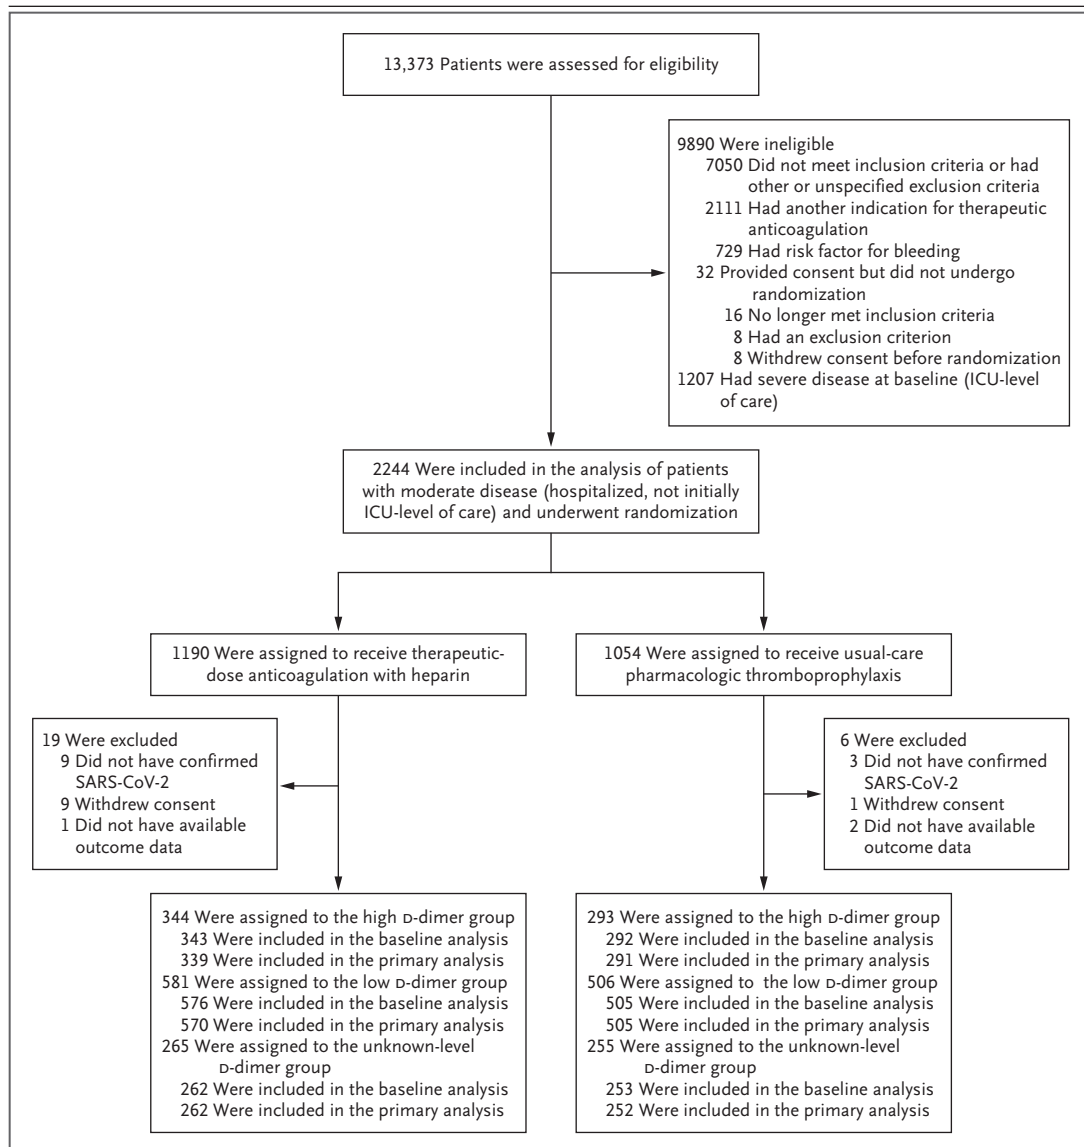 13,373 Patients were assessed for eligibility
9890 Were ineligible
7050 Did not meet inclusion criteria or had
other or unspecified exclusion criteria
2111 Had another indication for therapeutic
anticoagulation
729 Had risk factor for bleeding
32 Provided consent but did not undergo
randomization
16 No longer met inclusion criteria
8 Had an exclusion criterion
8 Withdrew consent before randomization
1207 Had severe disease at baseline (ICU-level
of care)
2244 Were included in the analysis of patients
with moderate disease (hospitalized, not initially
ICU-level of care) and underwent randomization
1190 Were assigned to receive therapeutic-
dose anticoagulation with heparin
1054 Were assigned to receive usual-care
pharmacologic thromboprophylaxis
19 Were excluded
9 Did not have confirmed
SARS-CoV-2
9 Withdrew consent
1 Did not have available
outcome data
6 Were excluded
3 Did not have confirmed
SARS-CoV-2
1 Withdrew consent
2 Did not have available
outcome data
344 Were assigned to the high D-dimer group
343 Were included in the baseline analysis
339 Were included in the primary analysis
581 Were assigned to the low D-dimer group
576 Were included in the baseline analysis
570 Were included in the primary analysis
265 Were assigned to the unknown-level
D-dimer group
262 Were included in the baseline analysis
262 Were included in the primary analysis
293 Were assigned to the high D-dimer group
292 Were included in the baseline analysis
291 Were included in the primary analysis
506 Were assigned to the low D-dimer group
505 Were included in the baseline analysis
505 Were included in the primary analysis
255 Were assigned to the unknown-level
D-dimer group
253 Were included in the baseline analysis
252 Were included in the primary analysis